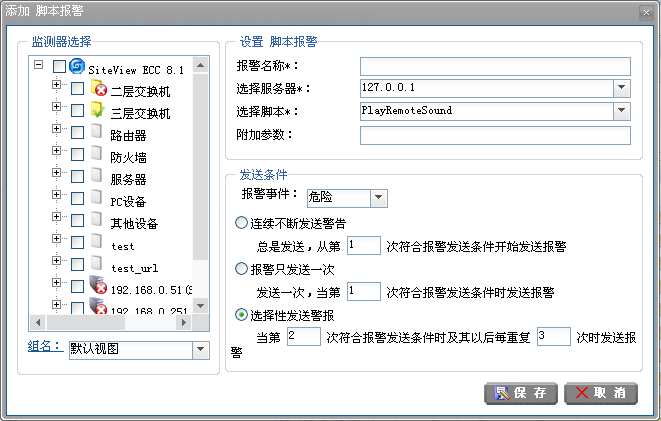 添加 脚本报警
监测器选择
SiteView ECC 8.1
二层交换机
三层交换机
路由器
防火墙
服务器
PC设备
其他设备
test
test_url
192.168.0.51(S
192.168.0.251
组名：
默认视图
设置 脚本报警
报警名称*：
选择服务器*：
127.0.0.1
选择脚本*：
PlayRemoteSound
附加参数：
发送条件
报警事件：
危险
连续不断发送警告
总是发送，从第 1 次符合报警发送条件开始发送报警
报警只发送一次
发送一次，当第 1 次符合报警发送条件时发送报警
选择性发送警报
当第 2 次符合报警发送条件时及其以后每重复 3 次时发送报
警
保 存
取 消